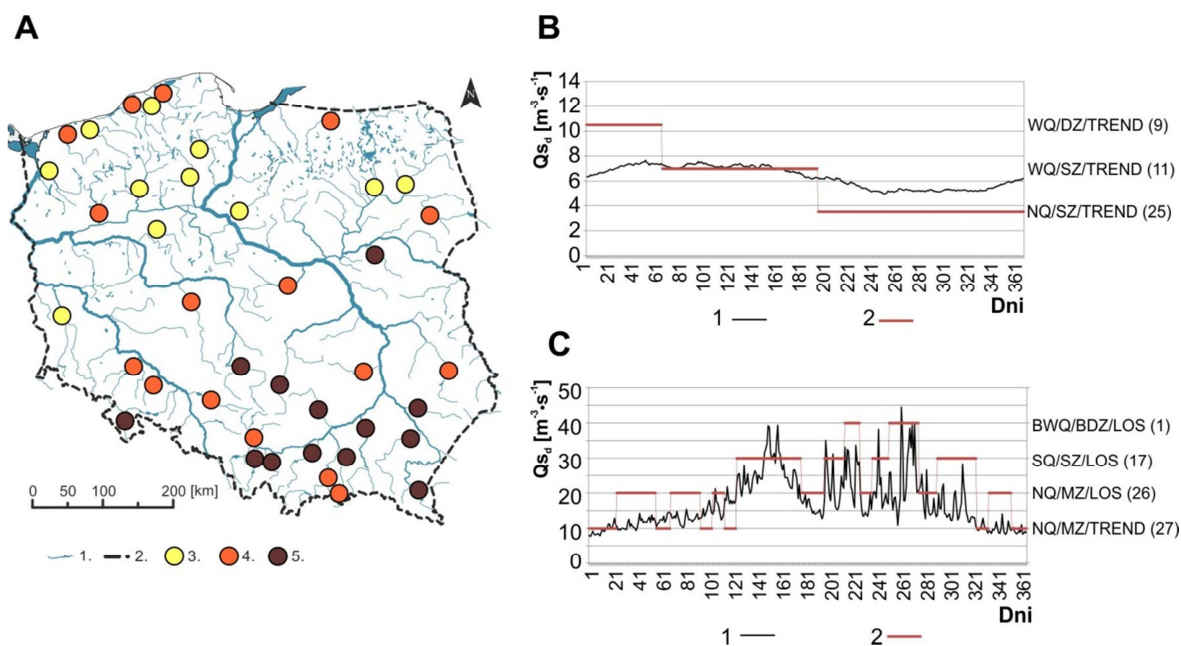 A
N
0 50 100 200 [km]
1. 2. 3. 4. 5.
B
Qs_d [m^-3•s^-1]
14
12
10
8
6
4
2
0
WQ/DZ/TREND (9)
WQ/SZ/TREND (11)
NQ/SZ/TREND (25)
1 21 41 61 81 101 121 141 161 181 201 221 241 261 281 301 321 341 361
Dni
1 2
C
Qs_d [m^-3•s^-1]
50
40
30
20
10
0
BWQ/BDZ/LOS (1)
SQ/SZ/LOS (17)
NQ/MZ/LOS (26)
NQ/MZ/TREND (27)
1 21 41 61 81 101 121 141 161 181 201 221 241 261 281 301 321 341 361
Dni
1 2